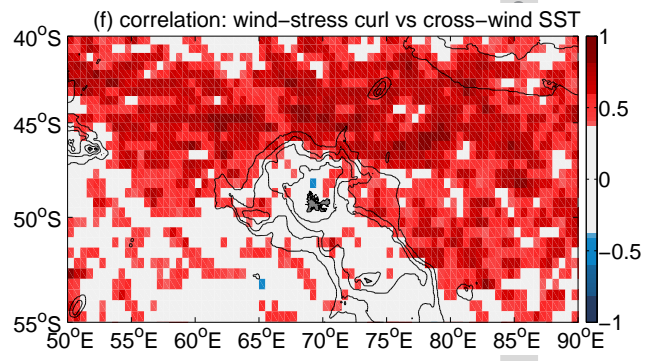 (f) correlation: wind−stress curl vs cross−wind SST
40°S
45°S
50°S
55°S
50°E 55°E 60°E 65°E 70°E 75°E 80°E 85°E 90°E
1
0.5
0
−0.5
−1